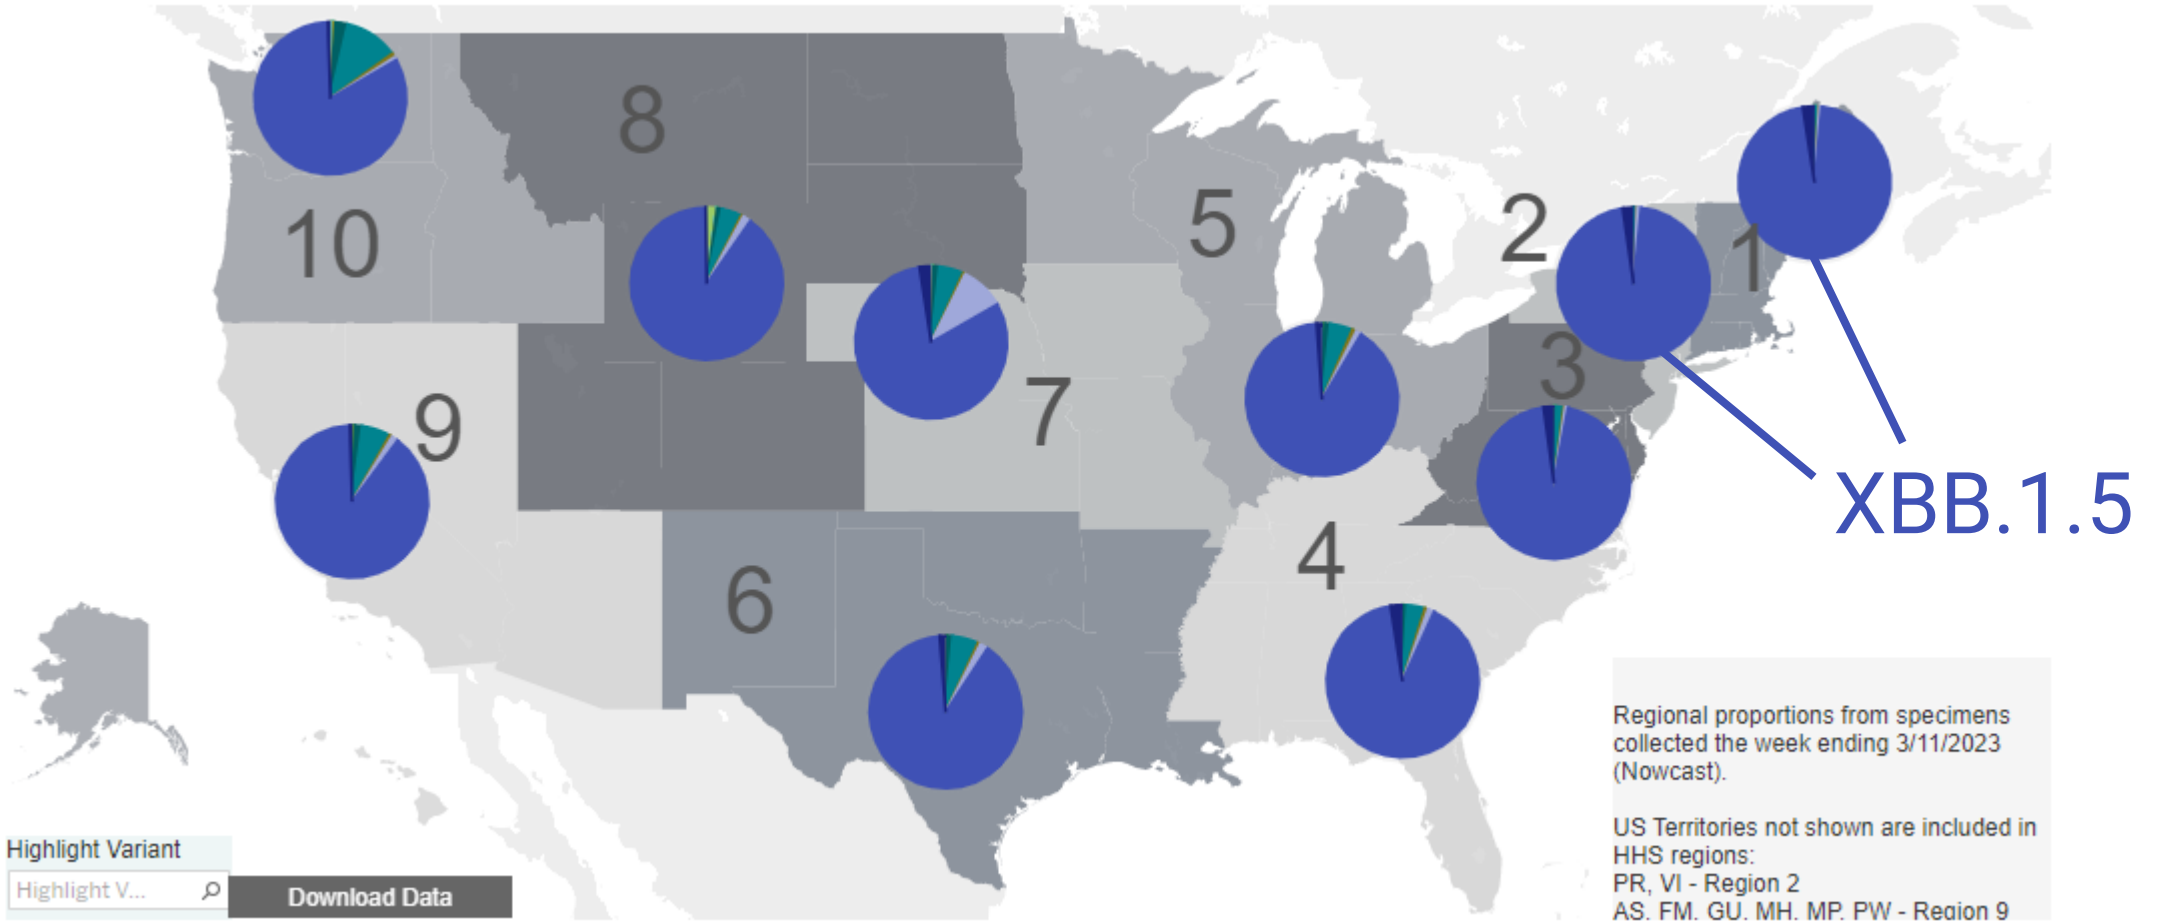 8
10
5
2
1
3
9
7
XBB.1.5
4
6
Regional proportions from specimens
collected the week ending 3/11/2023
(Nowcast).
US Territories not shown are included in
HHS regions:
PR, VI - Region 2
AS, FM, GU, MH, MP, PW - Region 9
Highlight Variant
Highlight V...
Download Data